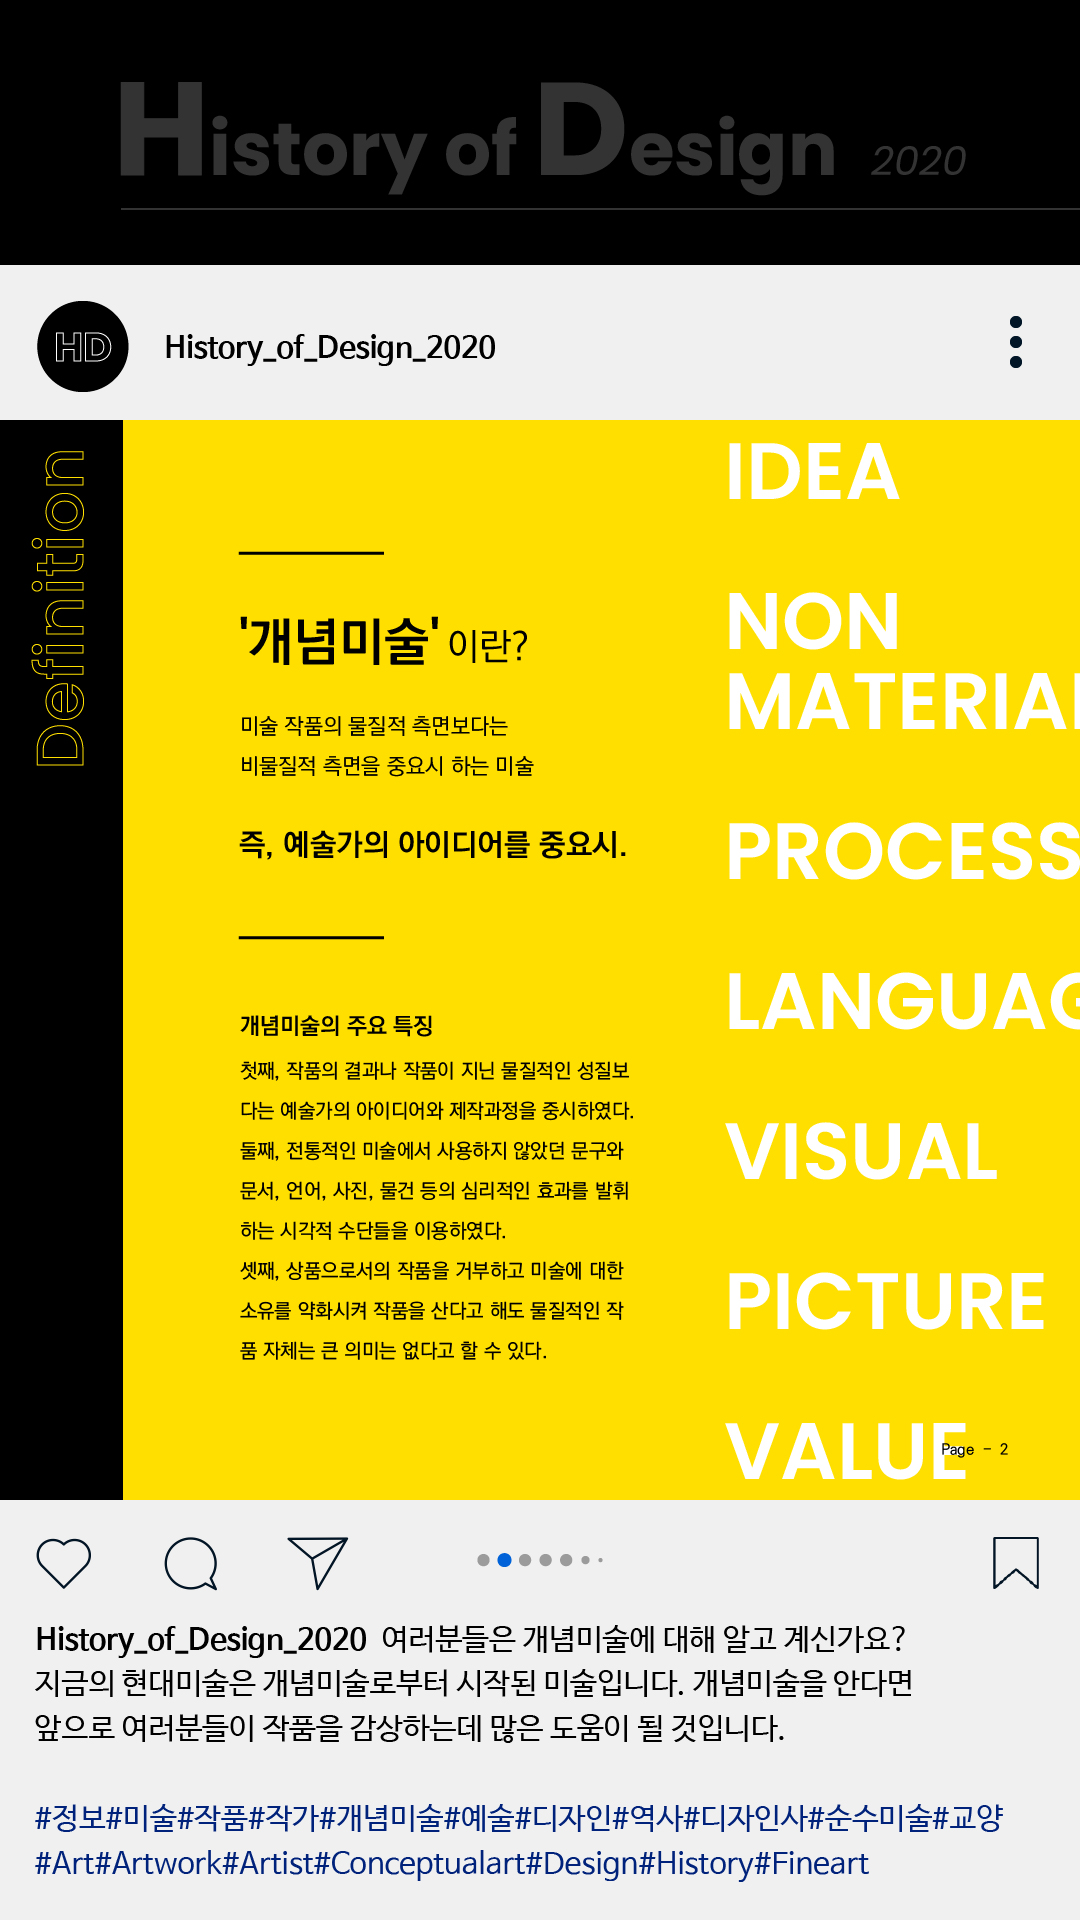 History of Design 2020
HD
History_of_Design_2020
Definition
'개념미술' 이란?
미술 작품의 물질적 측면보다는
비물질적 측면을 중요시 하는 미술
즉, 예술가의 아이디어를 중요시.
개념미술의 주요 특징
첫째, 작품의 결과나 작품이 지닌 물질적인 성질보
다는 예술가의 아이디어와 제작과정을 중시하였다.
둘째, 전통적인 미술에서 사용하지 않았던 문구와
문서, 언어, 사진, 물건 등의 심리적인 효과를 발휘
하는 시각적 수단들을 이용하였다.
셋째, 상품으로서의 작품을 거부하고 미술에 대한
소유를 약화시켜 작품을 산다고 해도 물질적인 작
품 자체는 큰 의미는 없다고 할 수 있다.
IDEA
NON
MATERIAL
PROCESS
LANGUAG
VISUAL
PICTURE
VALUE
Page - 2
History_of_Design_2020 여러분들은 개념미술에 대해 알고 계신가요?
지금의 현대미술은 개념미술로부터 시작된 미술입니다. 개념미술을 안다면
앞으로 여러분들이 작품을 감상하는데 많은 도움이 될 것입니다.
#정보#미술#작품#작가#개념미술#예술#디자인#역사#디자인사#순수미술#교양
#Art#Artwork#Artist#Conceptualart#Design#History#Fineart